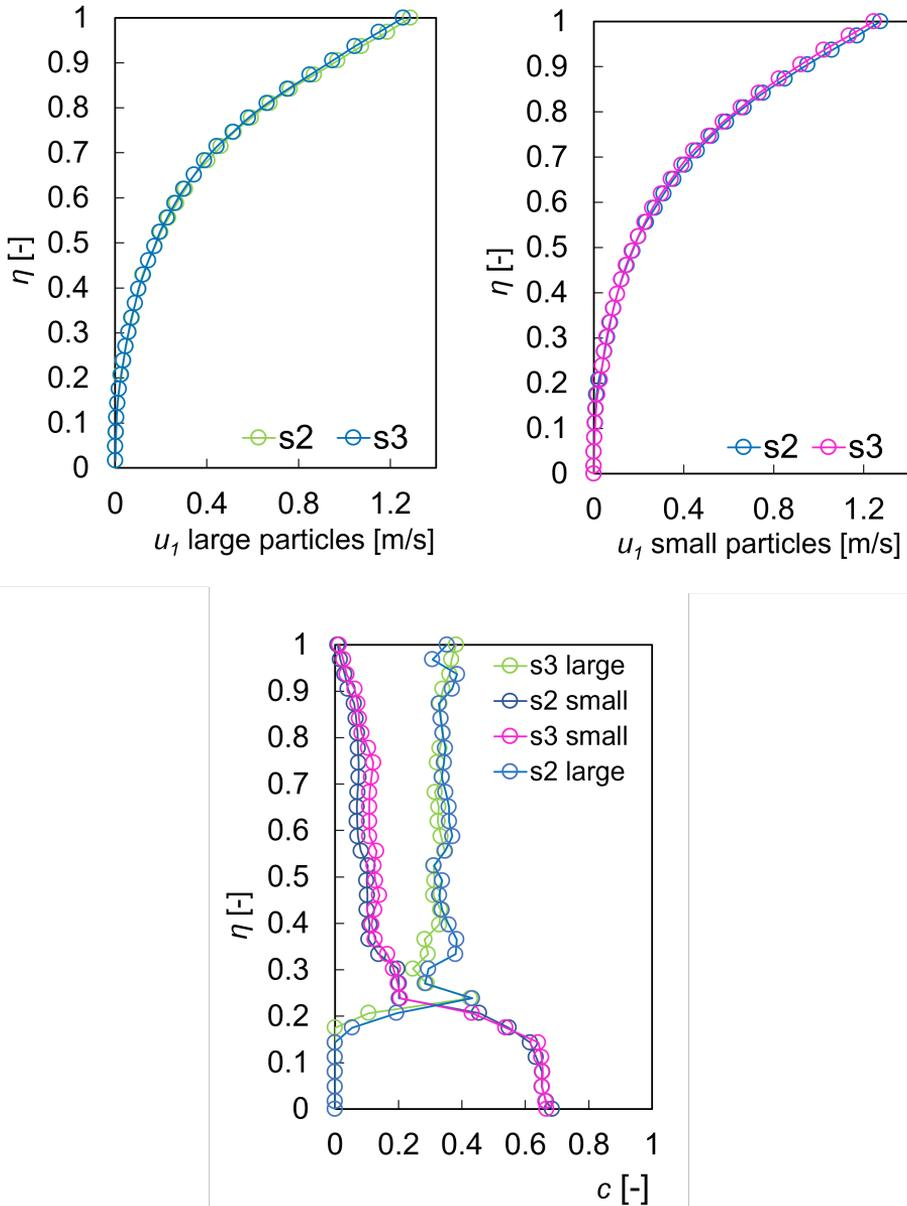 1
0.9
0.8
0.7
0.6
0.5
0.4
0.3
0.2
0.1
0
η [-]
s2 s3
0 0.4 0.8 1.2
u1 large particles [m/s]
1
0.9
0.8
0.7
0.6
0.5
0.4
0.3
0.2
0.1
0
η [-]
s2 s3
0 0.4 0.8 1.2
u1 small particles [m/s]
1
0.9
0.8
0.7
0.6
0.5
0.4
0.3
0.2
0.1
0
η [-]
s3 large
s2 small
s3 small
s2 large
0 0.2 0.4 0.6 0.8 1
c [-]